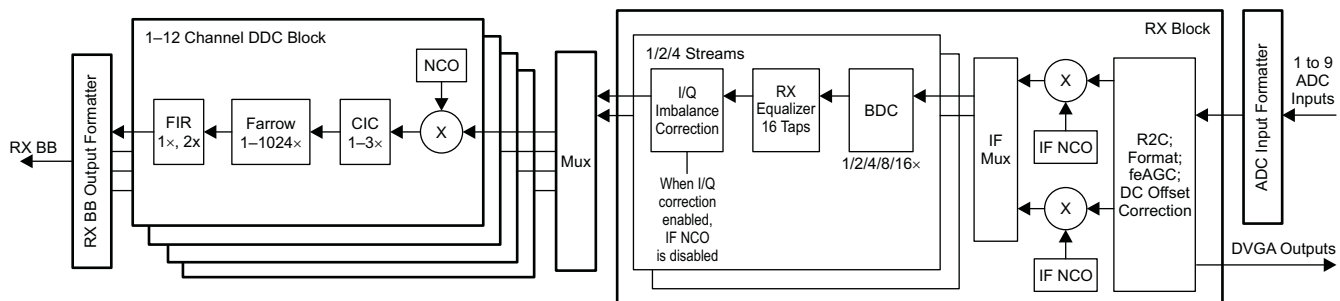 1–12 Channel DDC Block
NCO
X
FIR
1×, 2x
Farrow
1–1024×
CIC
1–3×
RX BB
RX BB Output Formatter
Mux
RX Block
1/2/4 Streams
I/Q
Imbalance
Correction
RX
Equalizer
16 Taps
BDC
1/2/4/8/16×
When I/Q
correction
enabled,
IF NCO
is disabled
IF
Mux
X
IF NCO
X
IF NCO
R2C;
Format;
feAGC;
DC Offset
Correction
ADC Input Formatter
1 to 9
ADC
Inputs
DVGA Outputs